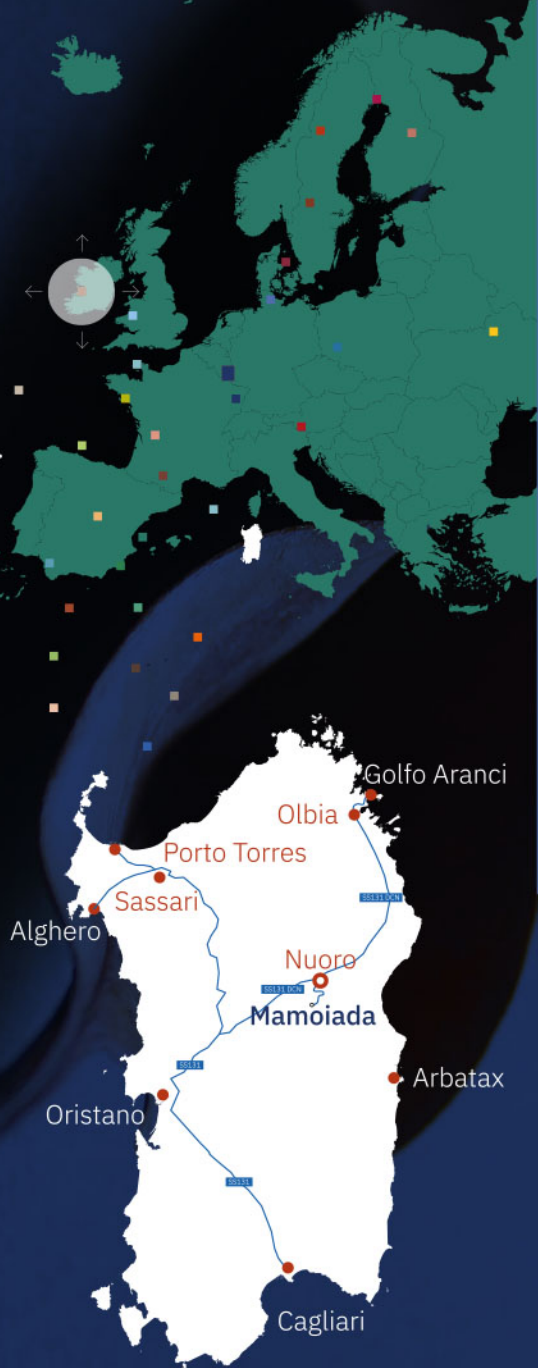 Golfo Aranci
Olbia
Porto Torres
Sassari
SS131 DCN
Alghero
Nuoro
SS131 DCN
Mamoiada
SS131
Arbatax
Oristano
SS131
Cagliari